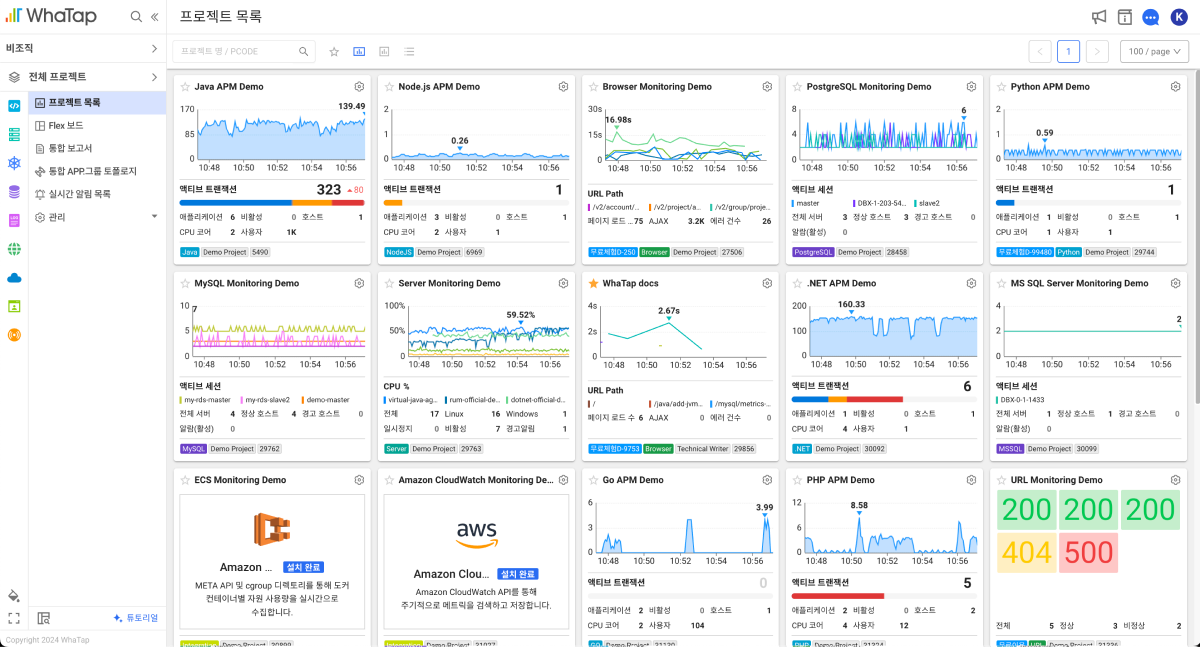 WhaTap
프로젝트 목록
K
비조직
전체 프로젝트
프로젝트 목록
Flex 보드
통합 보고서
통합 APP.그룹 토폴로지
실시간 알림 목록
관리
튜토리얼
Copyright 2024 WhaTap
프로젝트 명 / PCODE
1
100 / page
Java APM Demo
139.49
170
85
0
10:48 10:50 10:52 10:54 10:56
액티브 트랜잭션 323 80
애플리케이션 6 비활성 0 호스트 1
CPU 코어 2 사용자 1K
Java Demo Project 5490
Node.js APM Demo
2
1
0
0.26
10:48 10:50 10:52 10:54 10:56
액티브 트랜잭션 1
애플리케이션 3 비활성 0 호스트 1
CPU 코어 2 사용자 1
NodeJS Demo Project 6969
Browser Monitoring Demo
30s
15s
0
16.98s
10:48 10:50 10:52 10:54 10:56
URL Path
/v2/account/... /v2/project/a... /v2/group/proje...
페이지 로드 ... 75 AJAX 3.2K 에러 건수 26
무료체험D-250 Browser Demo Project 27506
PostgreSQL Monitoring Demo
8
4
0
6
10:48 10:50 10:52 10:54 10:56
액티브 세션
master DBX-1-203-54... slave2
전체 서버 3 정상 호스트 3 경고 호스트 0
알람(활성) 0
PostgreSQL Demo Project 28458
Python APM Demo
2
1
0
0.59
10:48 10:50 10:52 10:54 10:56
액티브 트랜잭션 1
애플리케이션 1 비활성 0 호스트 1
CPU 코어 1 사용자 1
무료체험D-99480 Python Demo Project 29744
MySQL Monitoring Demo
10
5
0
7
10:48 10:50 10:52 10:54 10:56
액티브 세션
my-rds-master my-rds-slave2 demo-master
전체 서버 4 정상 호스트 4 경고 호스트 0
알람(활성) 0
MySQL Demo Project 29762
Server Monitoring Demo
100%
50%
0
59.52%
10:48 10:50 10:52 10:54 10:56
CPU %
virtual-java-ag... rum-official-de... dotnet-official-d...
전체 17 Linux 16 Windows 1
일시정지 0 비활성 7 경고알림 1
Server Demo Project 29763
WhaTap docs
4s
2s
0
2.67s
10:48 10:50 10:52 10:54 10:56
URL Path
/ /java/add-jvm... /mysql/metrics-...
페이지 로드 수 6 AJAX 0 에러 건수 0
무료체험D-9753 Browser Technical Writer 29856
.NET APM Demo
200
100
0
160.33
10:48 10:50 10:52 10:54 10:56
액티브 트랜잭션 6
애플리케이션 1 비활성 0 호스트 1
CPU 코어 4 사용자 1
.NET Demo Project 30092
MS SQL Server Monitoring Demo
4
2
0
2
10:48 10:50 10:52 10:54 10:56
액티브 세션
DBX-0-1-1433
전체 서버 1 정상 호스트 1 경고 호스트 0
알람(활성) 0
MSSQL Demo Project 30099
ECS Monitoring Demo
Amazon ... 설치 완료
META API 및 cgroup 디렉토리를 통해 도커
컨테이너별 자원 사용량을 실시간으로
수집합니다.
Demo Project 30899
Amazon CloudWatch Monitoring De...
aws
Amazon Clou... 설치 완료
Amazon CloudWatch API를 통해
주기적으로 메트릭을 검색하고 저장합니다.
Demo Project
Go APM Demo
6
3
0
3.99
10:48 10:50 10:52 10:54 10:56
액티브 트랜잭션 0
애플리케이션 2 비활성 0 호스트 1
CPU 코어 2 사용자 104
GO Demo Project
PHP APM Demo
12
6
0
8.58
10:48 10:50 10:52 10:54 10:56
액티브 트랜잭션 5
애플리케이션 2 비활성 0 호스트 2
CPU 코어 4 사용자 12
PHP Demo Project
URL Monitoring Demo
200 200 200
404 500
전체 5 정상 3 비정상 2
URL Demo Project